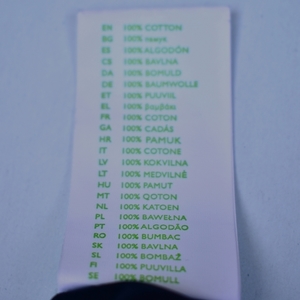 EN 100% COTTON
BG 100%
ES 100% ALGODÓN
CS 100% BAVLNA
DA 100% BOMULD
DE 100% BAUMWOLLE
ET 100% PUUVILL
EL 100%
FR 100% COTON
GA 100% CADÁS
HR 100% PAMUK
IT 100% COTONE
LV 100% KOKVILNA
LT 100% MEDVILNĖ
HU 100% PAMUT
MT 100% QOTON
NL 100% KATOEN
PL 100% BAWEŁNA
PT 100% ALGODÃO
RO 100% BUMBAC
SK 100% BAVLNA
SL 100% BOMBAŽ
FI 100% PUUVILLA
SE 100% BOMULL